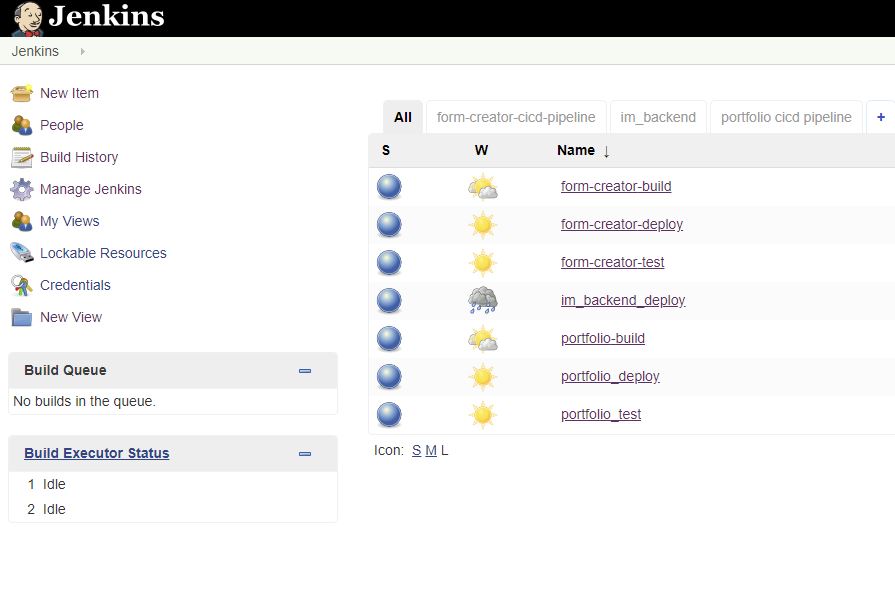 Jenkins
Jenkins
New Item
People
Build History
Manage Jenkins
My Views
Lockable Resources
Credentials
New View
Build Queue
No builds in the queue.
Build Executor Status
1 Idle
2 Idle
All form-creator-cicd-pipeline im_backend portfolio cicd pipeline +
S W Name ↓
form-creator-build
form-creator-deploy
form-creator-test
im_backend_deploy
portfolio-build
portfolio_deploy
portfolio_test
Icon: S M L